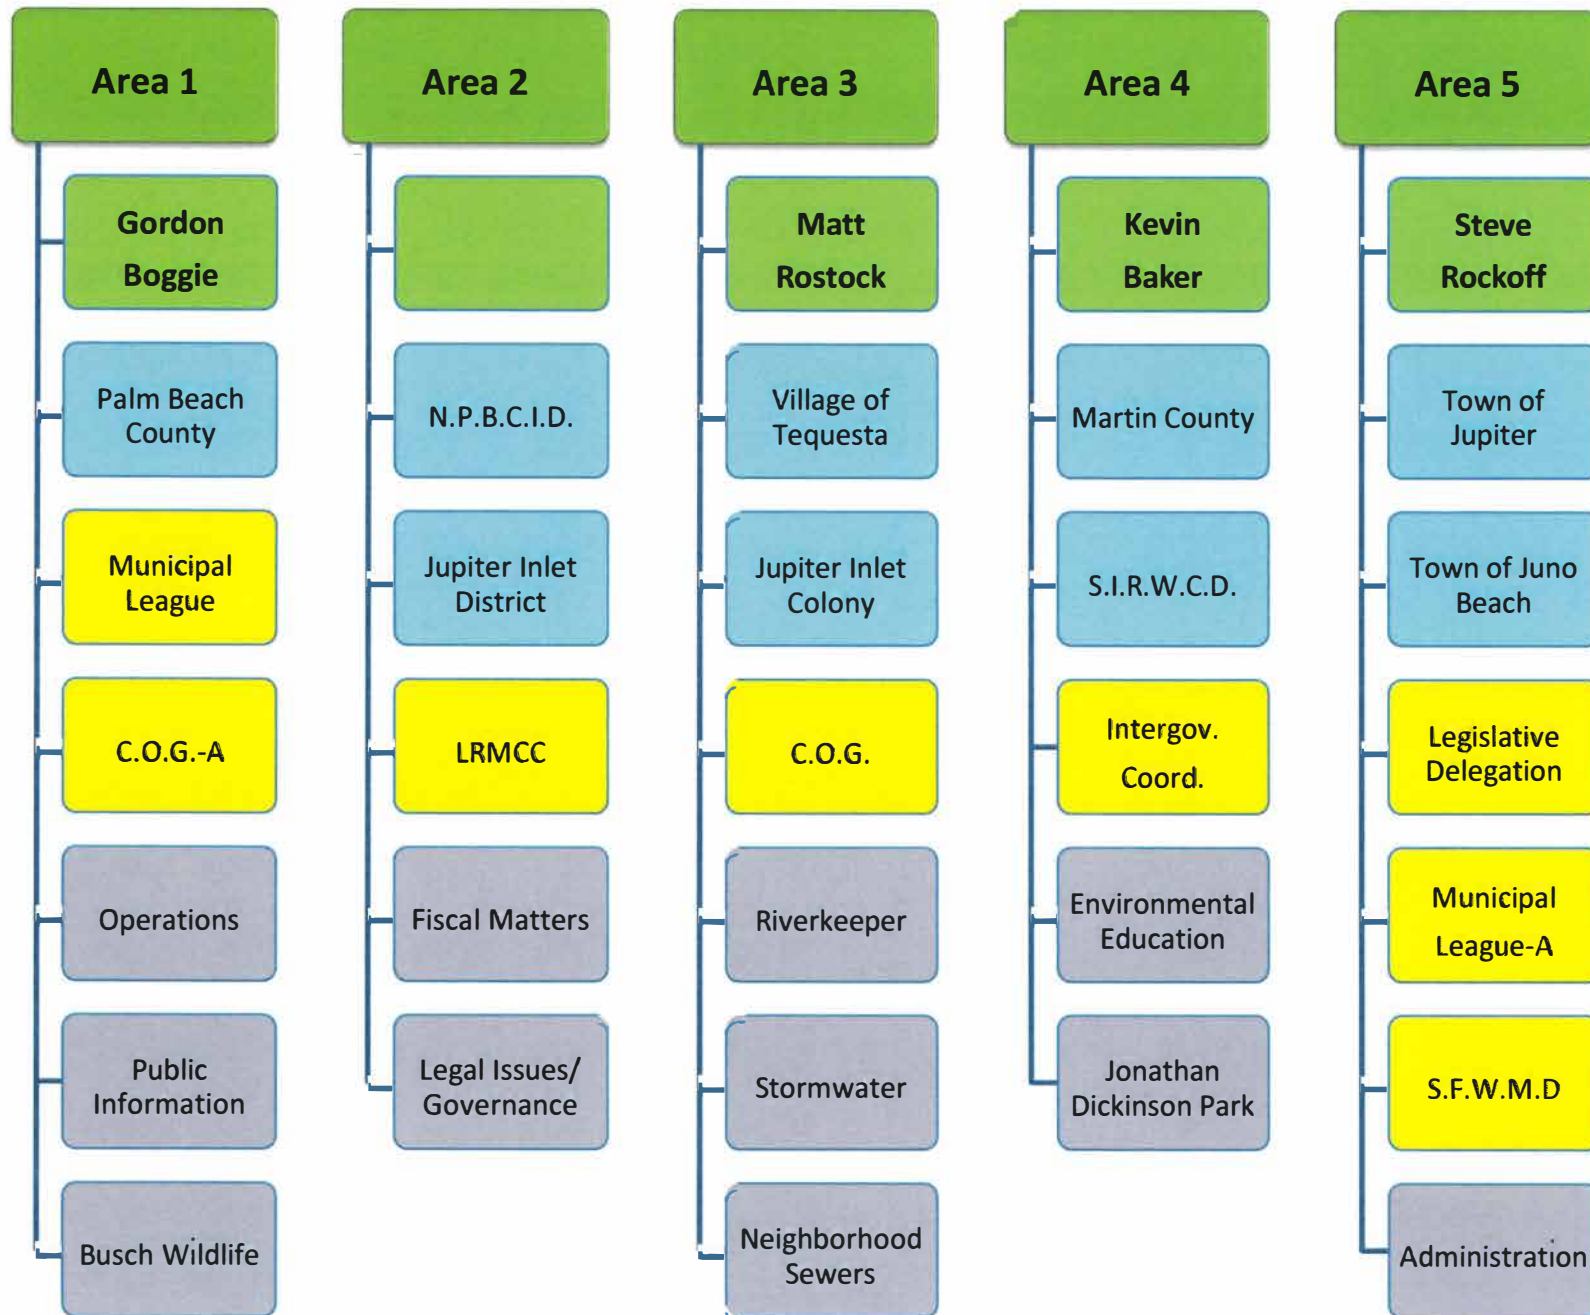 Area 1
Gordon
Boggie
Palm Beach
County
Municipal
League
C.O.G.-A
Operations
Public
Information
Busch Wildlife
Area 2
N.P.B.C.I.D.
Jupiter Inlet
District
LRMCC
Fiscal Matters
Legal Issues/
Governance
Area 3
Matt
Rostock
Village of
Tequesta
Jupiter Inlet
Colony
C.O.G.
Riverkeeper
Stormwater
Neighborhood
Sewers
Area 4
Kevin
Baker
Martin County
S.I.R.W.C.D.
Intergov.
Coord.
Environmental
Education
Jonathan
Dickinson Park
Area 5
Steve
Rockoff
Town of
Jupiter
Town of Juno
Beach
Legislative
Delegation
Municipal
League-A
S.F.W.M.D
Administration